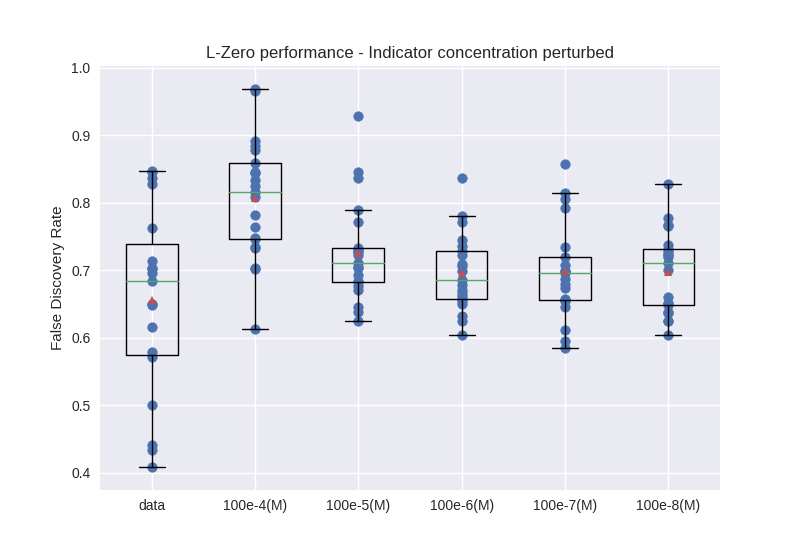 L-Zero performance - Indicator concentration perturbed
1.0
0.9
0.8
0.7
0.6
0.5
0.4
False Discovery Rate
data 100e-4(M) 100e-5(M) 100e-6(M) 100e-7(M) 100e-8(M)